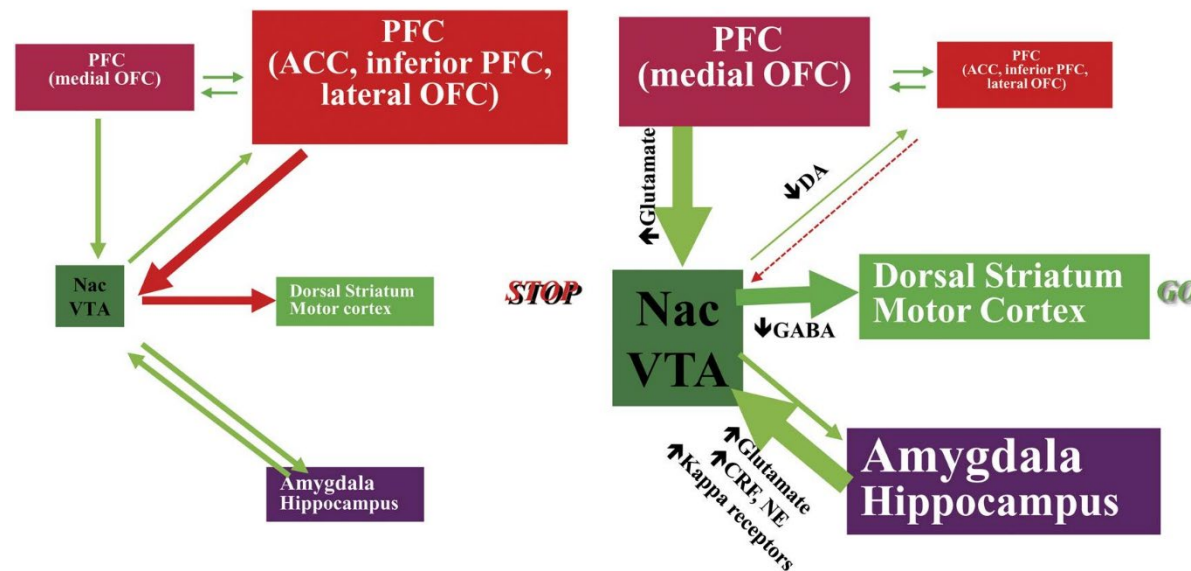 PFC
(medial OFC)
PFC
(ACC, inferior PFC,
lateral OFC)
Nac
VTA
Dorsal Striatum
Motor cortex
STOP
Amygdala
Hippocampus
PFC
(medial OFC)
PFC
(ACC, inferior PFC,
lateral OFC)
↑Glutamate
↓DA
Nac
VTA
Dorsal Striatum
Motor Cortex
GO
↓GABA
Amygdala
Hippocampus
↑Glutamate
↑CRF, NE
↑Kappa receptors